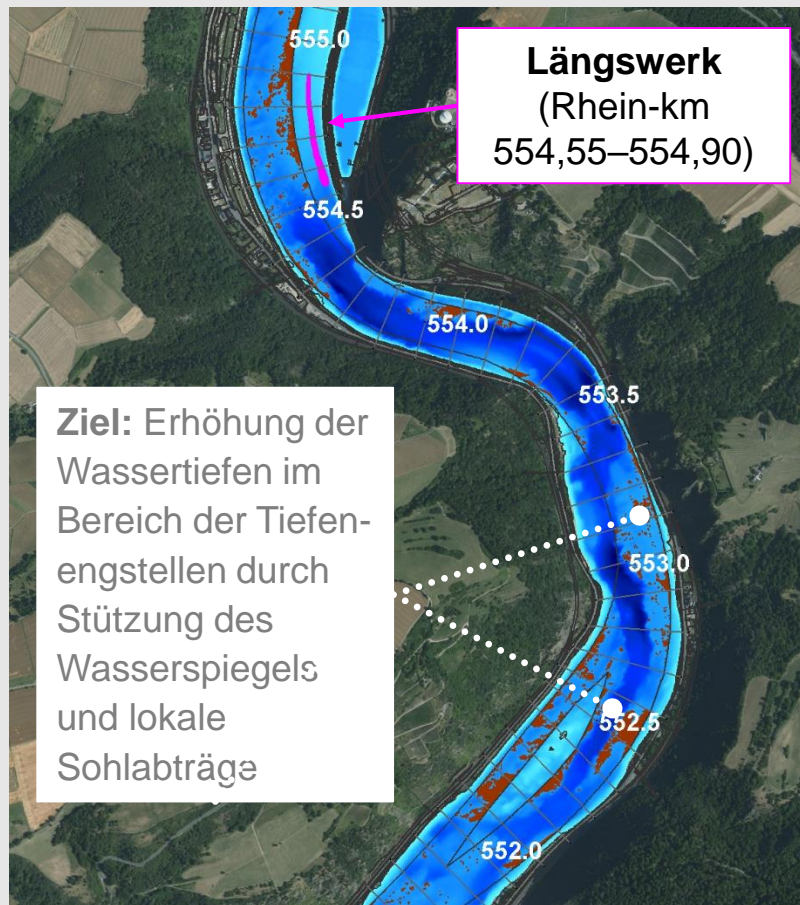 555.0
Längswerk
(Rhein-km
554,55–554,90)
554.5
554.0
553.5
Ziel: Erhöhung der
Wassertiefen im
Bereich der Tiefen-
engstellen durch
Stützung des
Wasserspiegels
und lokale
Sohlabträge
553.0
552.5
552.0